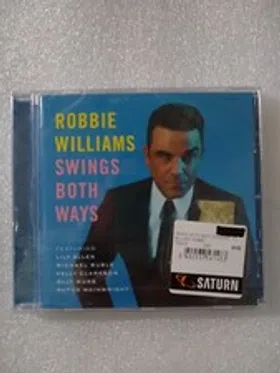 ROBBIE
WILLIAMS
SWINGS
BOTH
WAYS
FEATURING
LILY ALLEN
MICHAEL BUBLÉ
KELLY CLARKSON
OLLY MURS
RUFUS WAINWRIGHT
SATURN